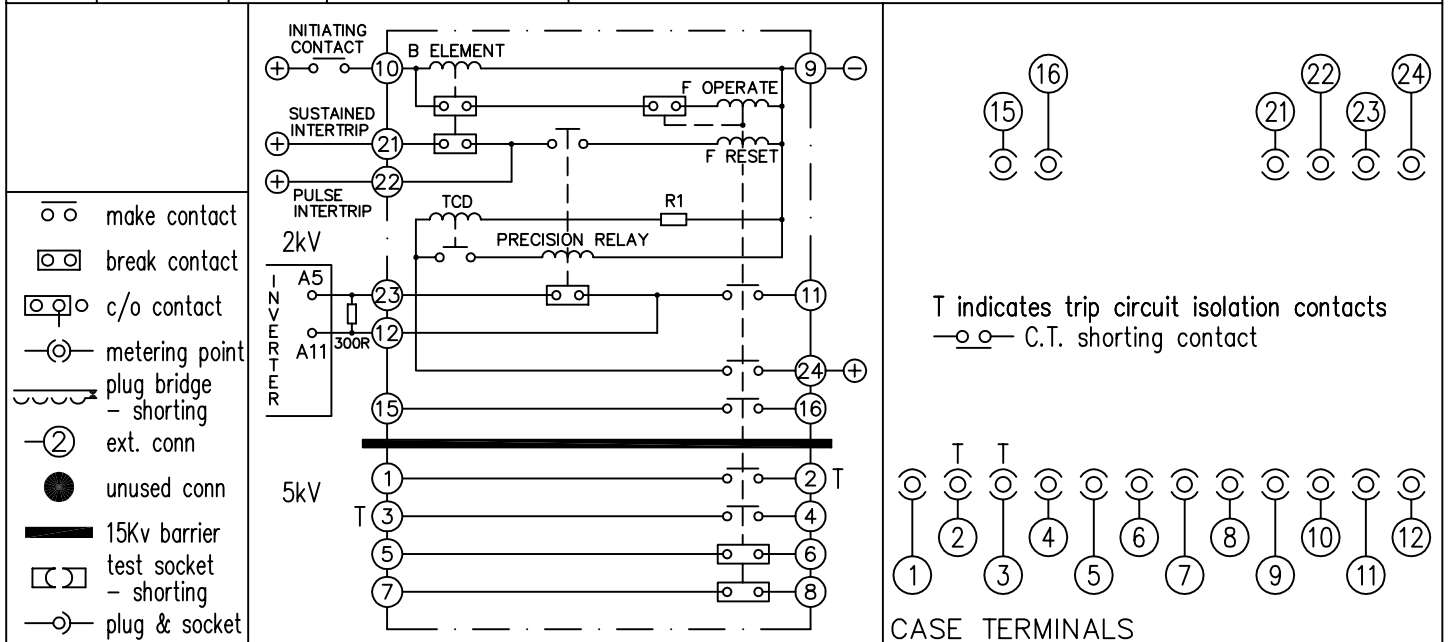 make contact
break contact
c/o contact
metering point
plug bridge
- shorting
2 ext. conn
unused conn
15Kv barrier
test socket
- shorting
plug & socket
INITIATING
CONTACT
B ELEMENT
+ 10 9 −
F OPERATE
SUSTAINED
INTERTRIP
+ 21
F RESET
+ 22
PULSE
INTERTRIP
TCD R1
2kV
PRECISION RELAY
INVERTER
A5 23 11
300R
A11 12
24 +
15 16
5kV
1 2 T
T 3 4
5 6
7 8
16 22 24
15 21 23
T indicates trip circuit isolation contacts
C.T. shorting contact
T T
2 4 6 8 10 12
1 3 5 7 9 11
CASE TERMINALS